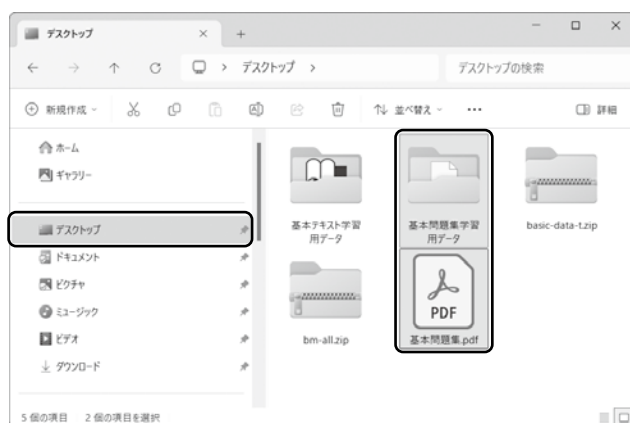 デスクトップ
デスクトップ
デスクトップの検索
新規作成
並べ替え
詳細
ホーム
ギャラリー
デスクトップ
ドキュメント
ピクチャ
ミュージック
ビデオ
ダウンロード
基本テキスト学習
用データ
基本問題集学習
用データ
basic-data-t.zip
bm-all.zip
PDF
基本問題集.pdf
5 個の項目 2 個の項目を選択